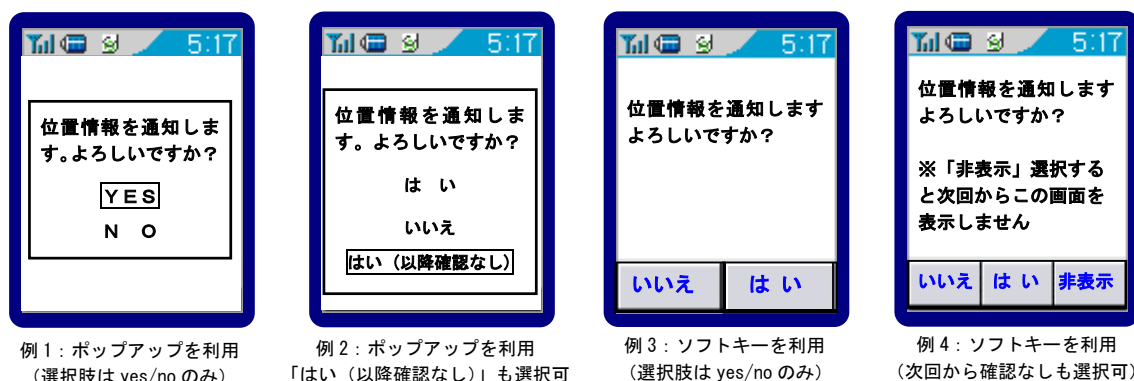 5:17
位置情報を通知しま
す。よろしいですか？
ＹＥＳ
Ｎ Ｏ
例１：ポップアップを利用
（選択肢は yes/no のみ）
5:17
位置情報を通知しま
す。よろしいですか？
は い
いいえ
はい（以降確認なし）
例２：ポップアップを利用
「はい（以降確認なし）」も選択可
5:17
位置情報を通知します
よろしいですか？
いいえ は い
例３：ソフトキーを利用
（選択肢は yes/no のみ）
5:17
位置情報を通知します
よろしいですか？
※「非表示」選択する
と次回からこの画面を
表示しません
いいえ は い 非表示
例４：ソフトキーを利用
（次回から確認なしも選択可）